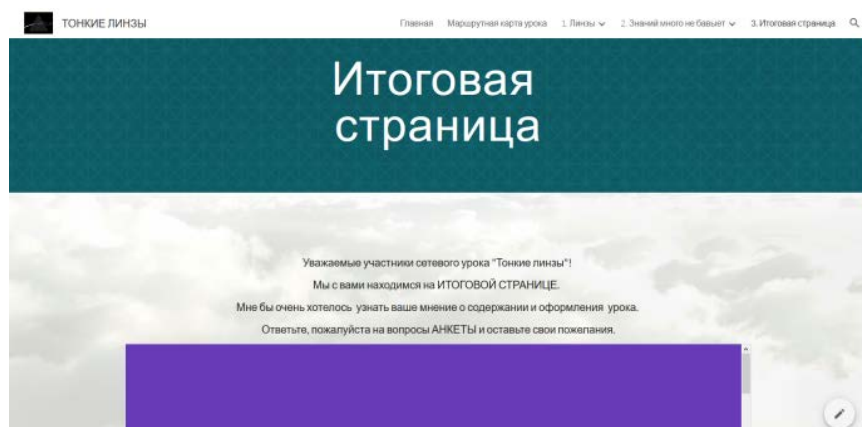 ТОНКИЕ ЛИНЗЫ
Главная Маршрутная карта урока 1. Линзы 2. Знаний много не бывает 3. Итоговая страница
Итоговая
страница
Уважаемые участники сетевого урока "Тонкие линзы"!
Мы с вами находимся на ИТОГОВОЙ СТРАНИЦЕ.
Мне бы очень хотелось узнать ваше мнение о содержании и оформления урока.
Ответьте, пожалуйста на вопросы АНКЕТЫ и оставьте свои пожелания.